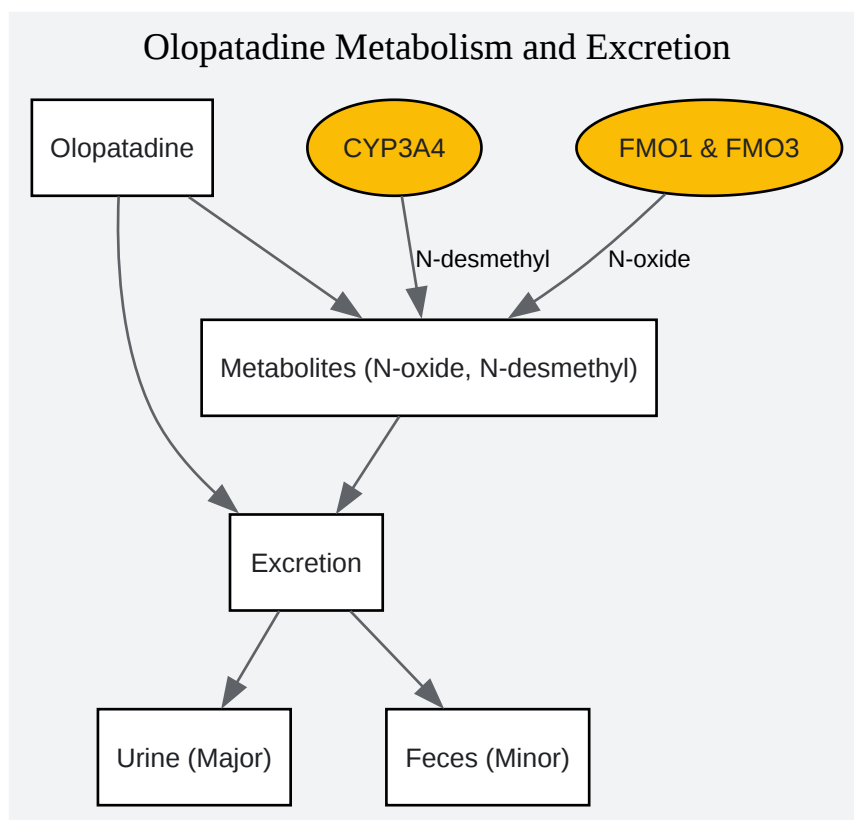 Olopatadine Metabolism and Excretion
Olopatadine
CYP3A4
FMO1 & FMO3
N-desmethyl
N-oxide
Metabolites (N-oxide, N-desmethyl)
Excretion
Urine (Major)
Feces (Minor)